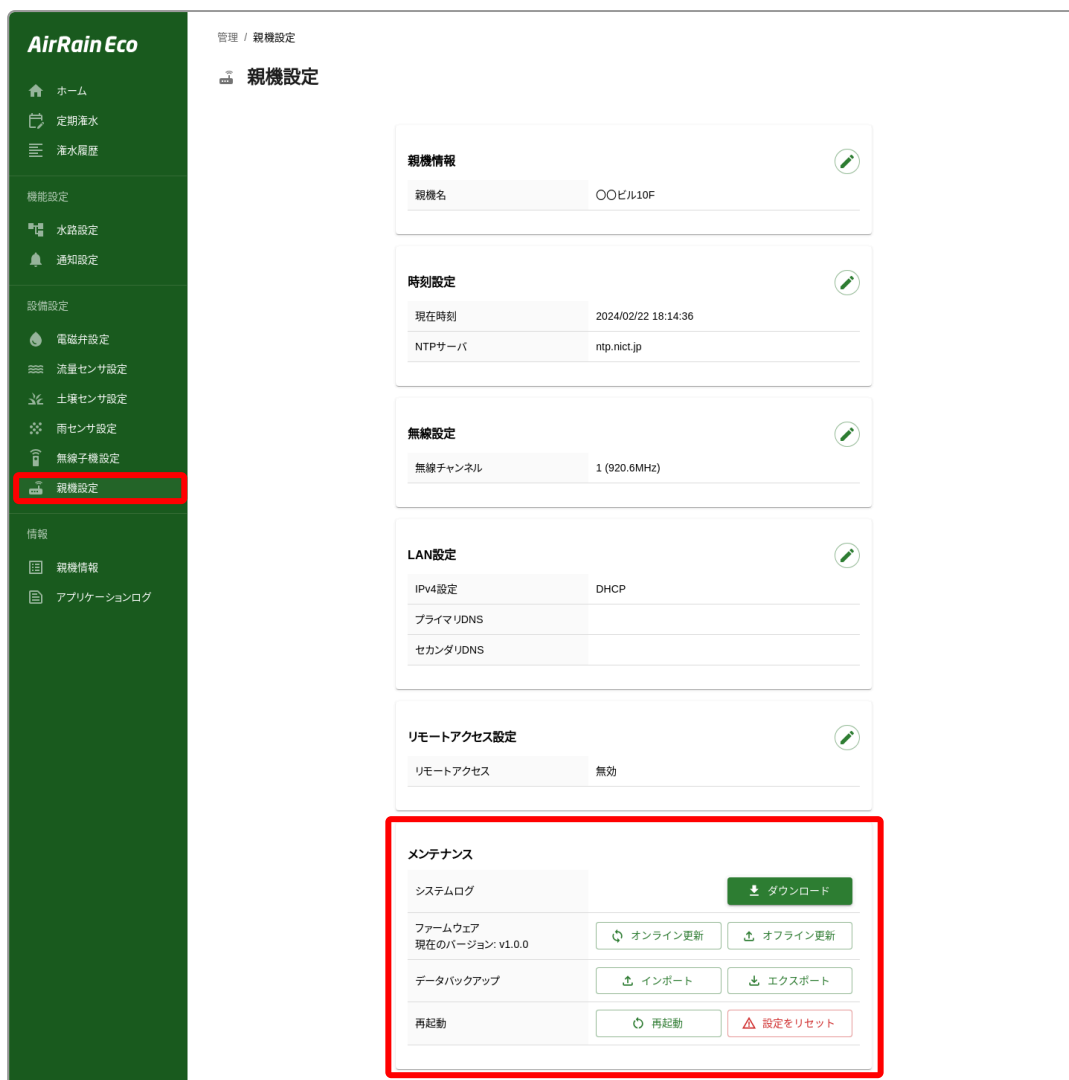 AirRain Eco
ホーム
定期潅水
潅水履歴
機能設定
水路設定
通知設定
設備設定
電磁弁設定
流量センサ設定
土壌センサ設定
雨センサ設定
無線子機設定
親機設定
情報
親機情報
アプリケーションログ
管理 / 親機設定
親機設定
親機情報
親機名 〇〇ビル10F
時刻設定
現在時刻 2024/02/22 18:14:36
NTPサーバ ntp.nict.jp
無線設定
無線チャンネル 1 (920.6MHz)
LAN設定
IPv4設定 DHCP
プライマリDNS
セカンダリDNS
リモートアクセス設定
リモートアクセス 無効
メンテナンス
システムログ ダウンロード
ファームウェア
現在のバージョン: v1.0.0 オンライン更新 オフライン更新
データバックアップ インポート エクスポート
再起動 再起動 設定をリセット